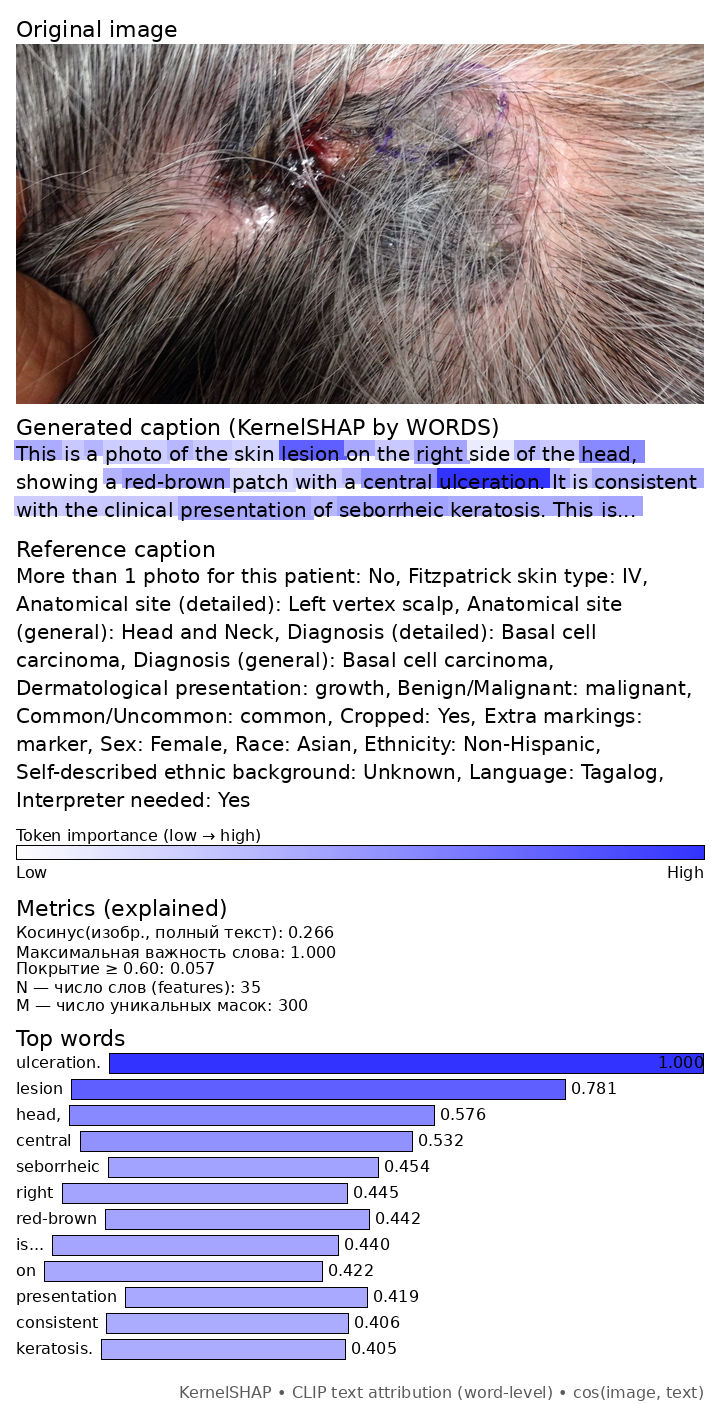 Original image
Generated caption (KernelSHAP by WORDS)
This is a photo of the skin lesion on the right side of the head,
showing a red-brown patch with a central ulceration. It is consistent
with the clinical presentation of seborrheic keratosis. This is...
Reference caption
More than 1 photo for this patient: No, Fitzpatrick skin type: IV,
Anatomical site (detailed): Left vertex scalp, Anatomical site
(general): Head and Neck, Diagnosis (detailed): Basal cell
carcinoma, Diagnosis (general): Basal cell carcinoma,
Dermatological presentation: growth, Benign/Malignant: malignant,
Common/Uncommon: common, Cropped: Yes, Extra markings:
marker, Sex: Female, Race: Asian, Ethnicity: Non-Hispanic,
Self-described ethnic background: Unknown, Language: Tagalog,
Interpreter needed: Yes
Token importance (low → high)
Low High
Metrics (explained)
Косинус(изобр., полный текст): 0.266
Максимальная важность слова: 1.000
Покрытие ≥ 0.60: 0.057
N — число слов (features): 35
M — число уникальных масок: 300
Top words
ulceration. 1.000
lesion 0.781
head, 0.576
central 0.532
seborrheic 0.454
right 0.445
red-brown 0.442
is... 0.440
on 0.422
presentation 0.419
consistent 0.406
keratosis. 0.405
KernelSHAP • CLIP text attribution (word-level) • cos(image, text)